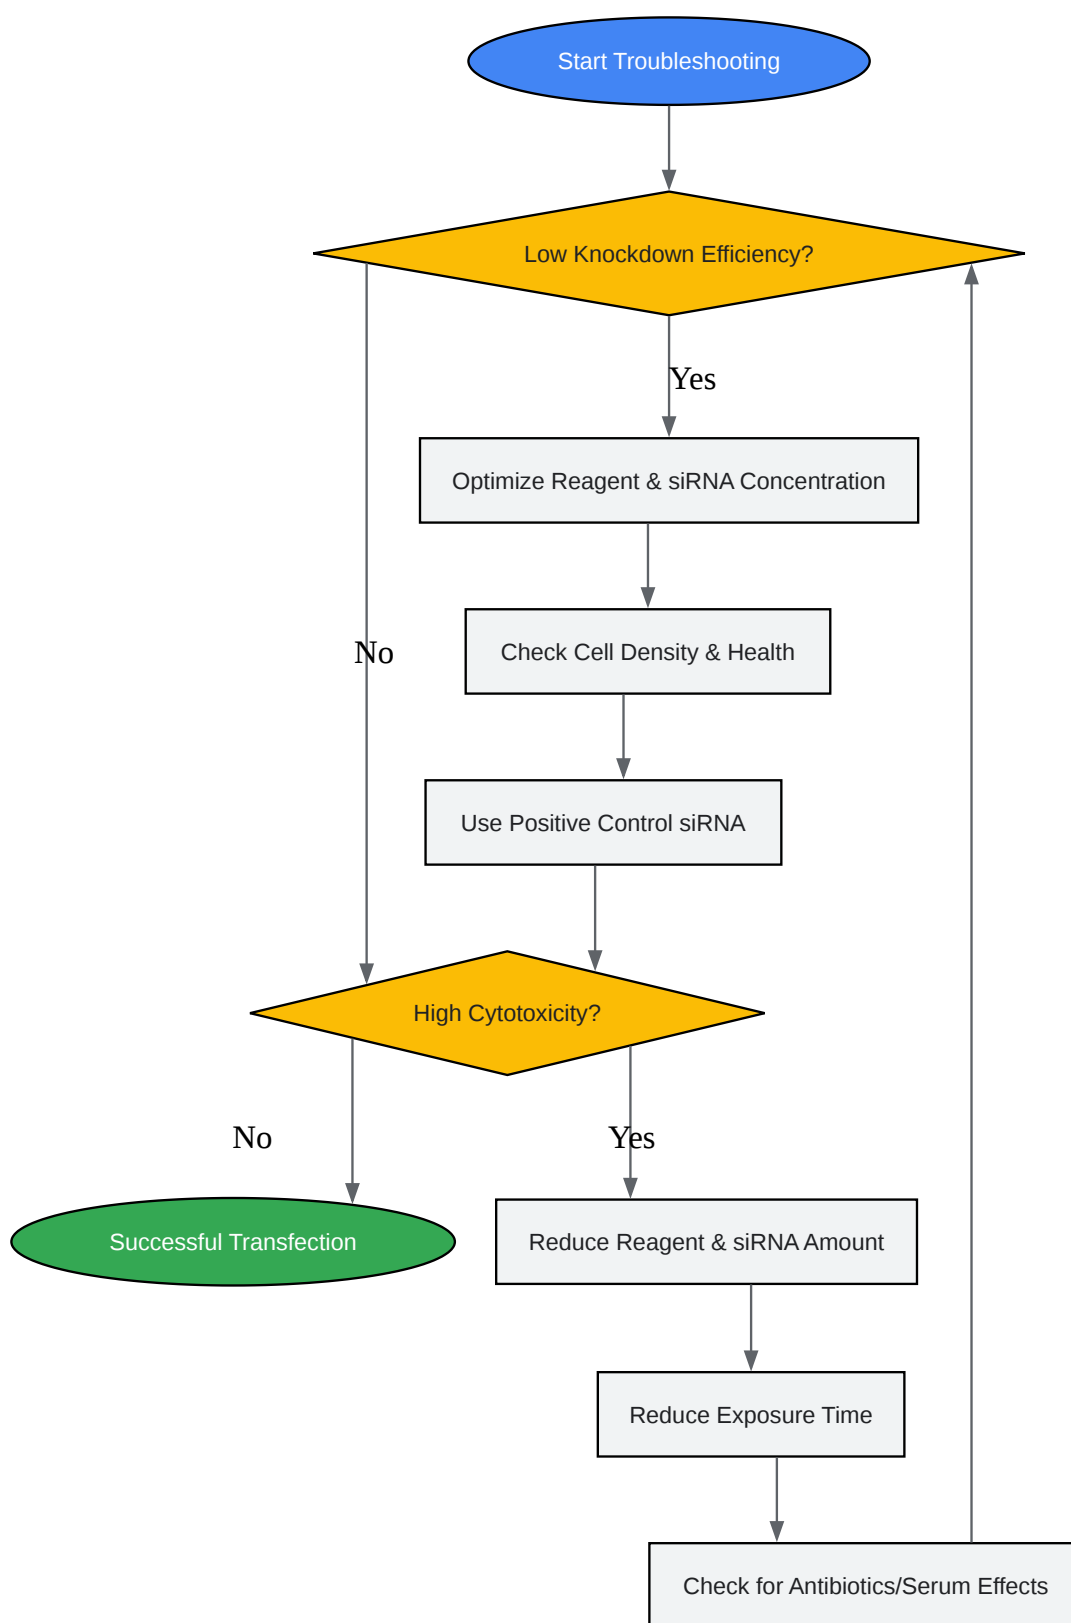 Start Troubleshooting
Low Knockdown Efficiency?
Yes
Optimize Reagent & siRNA Concentration
No
Check Cell Density & Health
Use Positive Control siRNA
High Cytotoxicity?
No
Yes
Successful Transfection
Reduce Reagent & siRNA Amount
Reduce Exposure Time
Check for Antibiotics/Serum Effects